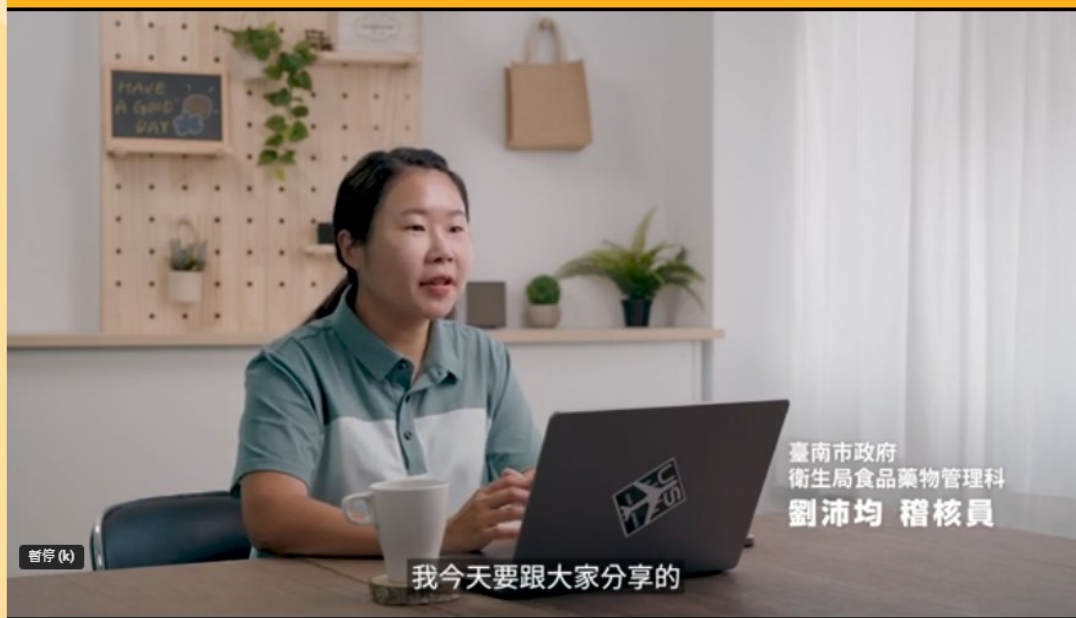 HAVE
A GOOD
DAY
UIS
臺南市政府
衛生局食品藥物管理科
劉沛均 稽核員
暫停 (k)
我今天要跟大家分享的